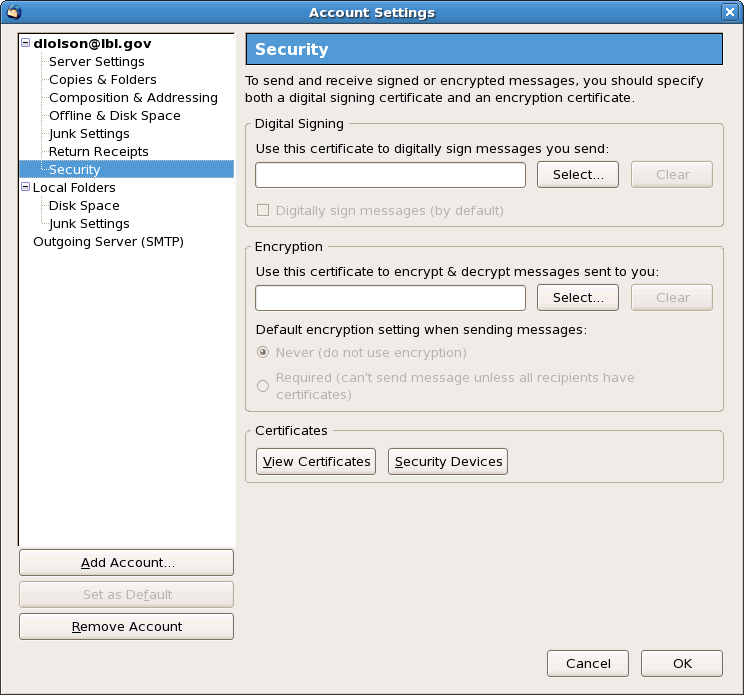 Account Settings
dlolson@lbl.gov
Server Settings
Copies & Folders
Composition & Addressing
Offline & Disk Space
Junk Settings
Return Receipts
Security
Local Folders
Disk Space
Junk Settings
Outgoing Server (SMTP)
Add Account...
Set as Default
Remove Account
Security
To send and receive signed or encrypted messages, you should specify
both a digital signing certificate and an encryption certificate.
Digital Signing
Use this certificate to digitally sign messages you send:
Select... Clear
Digitally sign messages (by default)
Encryption
Use this certificate to encrypt & decrypt messages sent to you:
Select... Clear
Default encryption setting when sending messages:
Never (do not use encryption)
Required (can't send message unless all recipients have
certificates)
Certificates
View Certificates Security Devices
Cancel OK